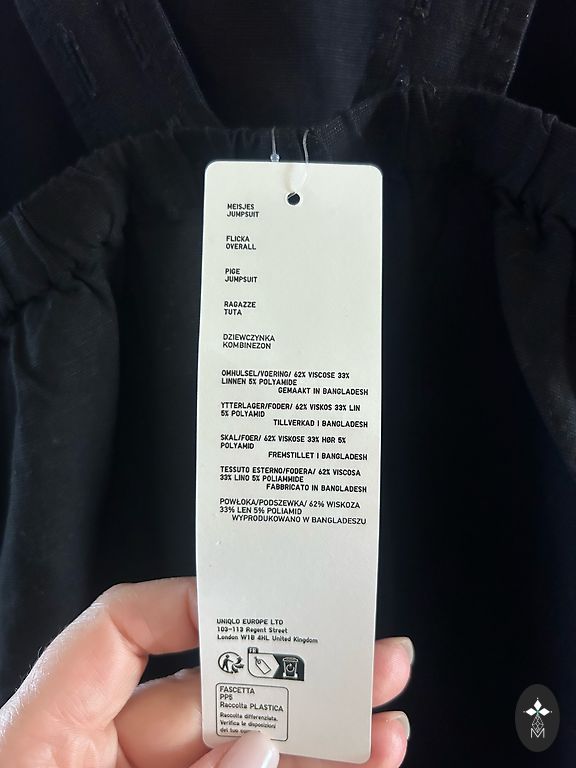 MEISJES
JUMPSUIT
FLICKA
OVERALL
PIGE
JUMPSUIT
RAGAZZE
TUTA
DZIEWCZYNKA
KOMBINEZON
OMHULSEL/VOERING/ 62% VISCOSE 33%
LINNEN 5% POLYAMIDE
GEMAAKT IN BANGLADESH
YTTERLAGER/FODER/ 62% VISKOS 33% LIN
5% POLYAMID
TILLVERKAD I BANGLADESH
SKAL/FOER/ 62% VISKOSE 33% HØR 5%
POLYAMID
FREMSTILLET I BANGLADESH
TESSUTO ESTERNO/FODERA/ 62% VISCOSA
33% LINO 5% POLIAMMIDE
FABBRICATO IN BANGLADESH
POWŁOKA/PODSZEWKA/ 62% WISKOZA
33% LEN 5% POLIAMID
WYPRODUKOWANO W BANGLADESZU
UNIQLO EUROPE LTD
103-113 Regent Street
London W1B 4HL United Kingdom
FR
FASCETTA
PP5
Raccolta PLASTICA
Raccolta differenziata.
Verifica le disposizioni
del tuo
M